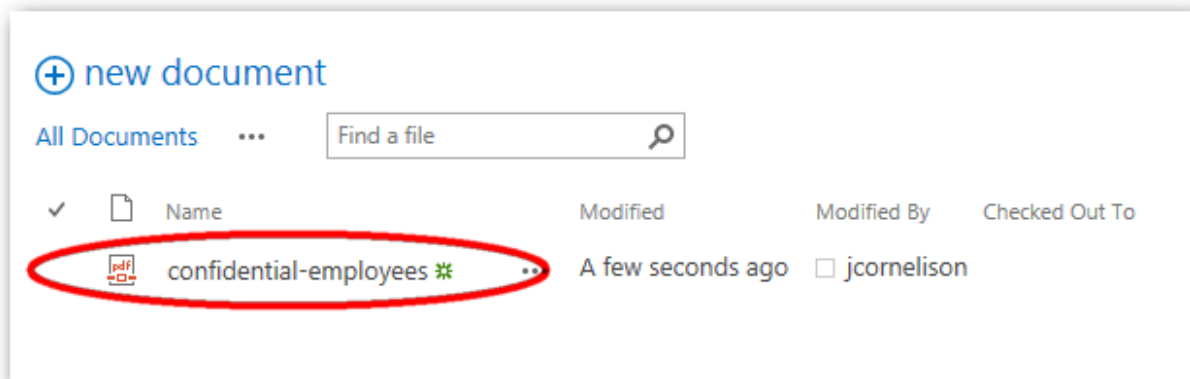 new document
All Documents ... Find a file
Name Modified Modified By Checked Out To
pdf confidential-employees ... A few seconds ago jcornelison